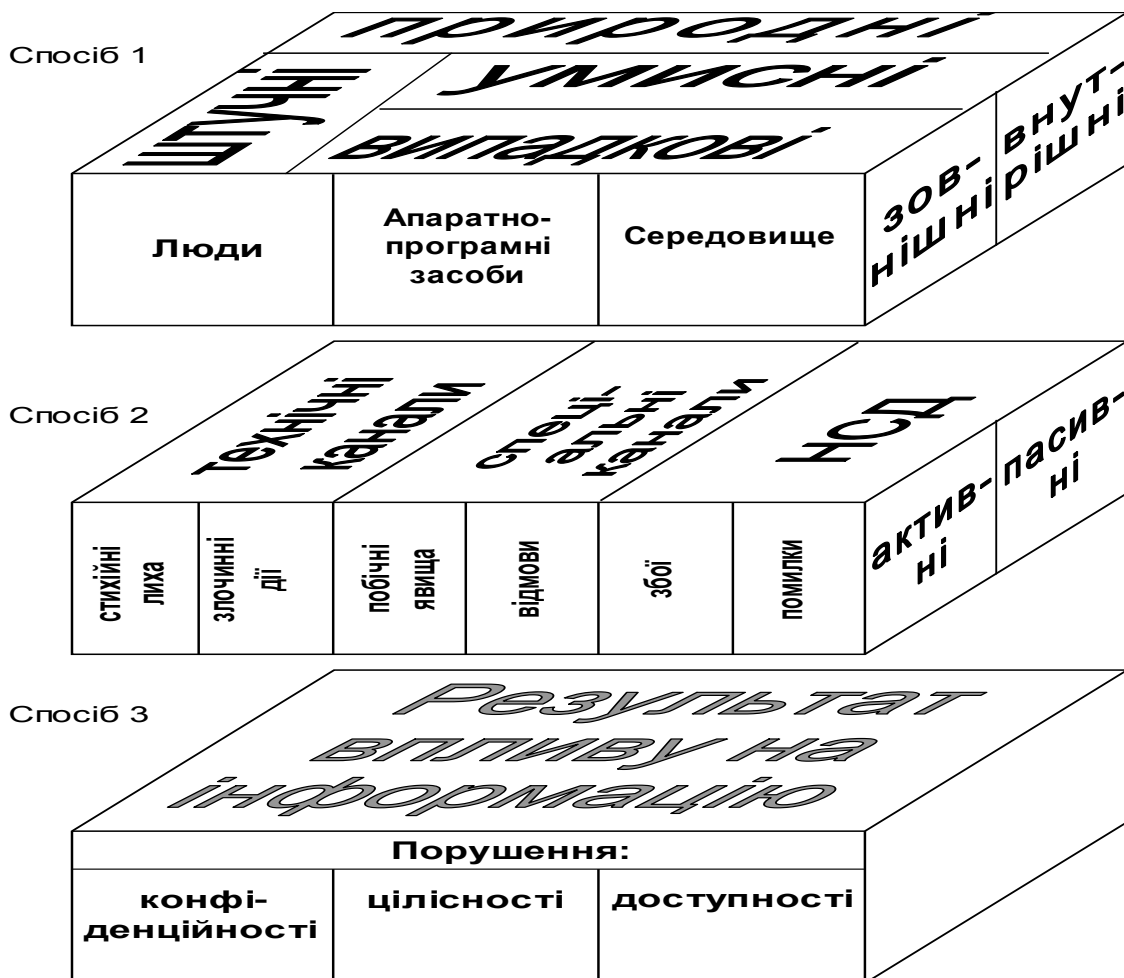 Спосіб 1
природні
штучні
умисні
випадкові
Люди
Апаратно-
програмні
засоби
Середовище
зов-
нішні
внут-
рішні
Спосіб 2
технічні
канали
спеці-
альні
канали
НСД
стихійні
лиха
злочинні
дії
побічні
явища
відмови
збої
помилки
актив-
ні
пасив-
ні
Спосіб 3
Результат
впливу на
інформацію
Порушення:
конфі-
денційності
цілісності
доступності